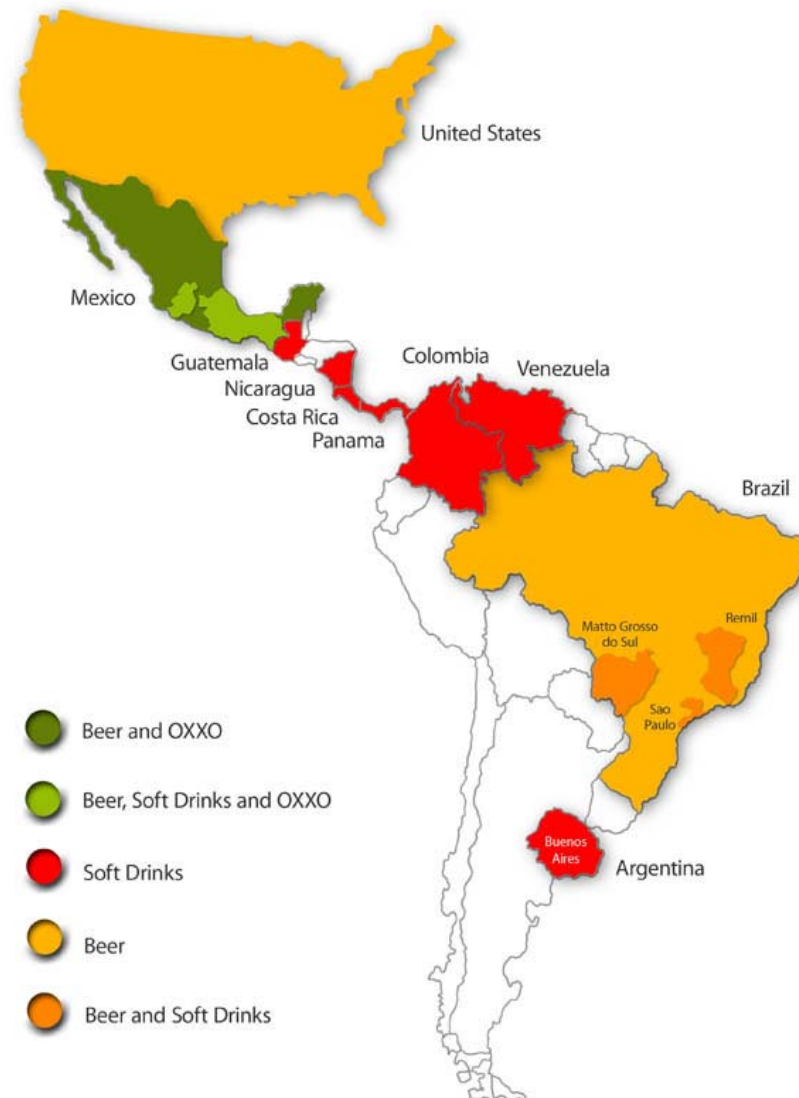 United States
Mexico
Guatemala
Nicaragua
Costa Rica
Panama
Colombia
Venezuela
Brazil
Matto Grosso
do Sul
Remil
Sao
Paulo
Buenos
Aires
Argentina
Beer and OXXO
Beer, Soft Drinks and OXXO
Soft Drinks
Beer
Beer and Soft Drinks